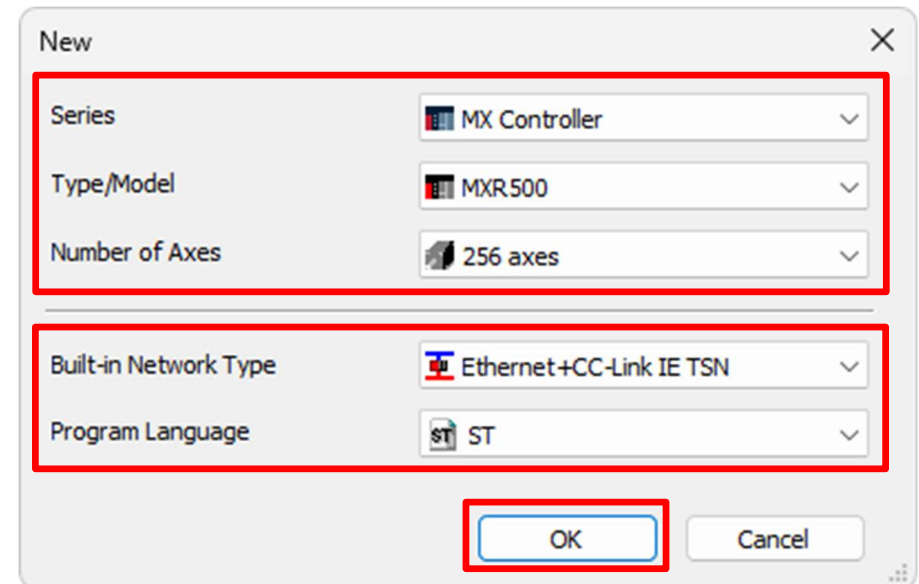 New
Series MX Controller
Type/Model MXR500
Number of Axes 256 axes
Built-in Network Type Ethernet+CC-Link IE TSN
Program Language ST ST
OK Cancel